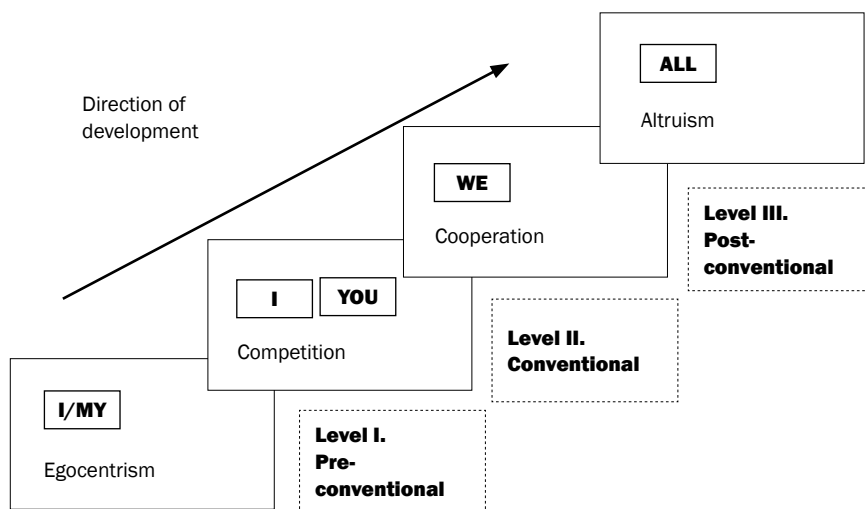 ALL
Direction of
development
Altruism
WE
Level III.
Post-
conventional
Cooperation
I
YOU
Level II.
Conventional
Competition
I/MY
Level I.
Pre-
conventional
Egocentrism